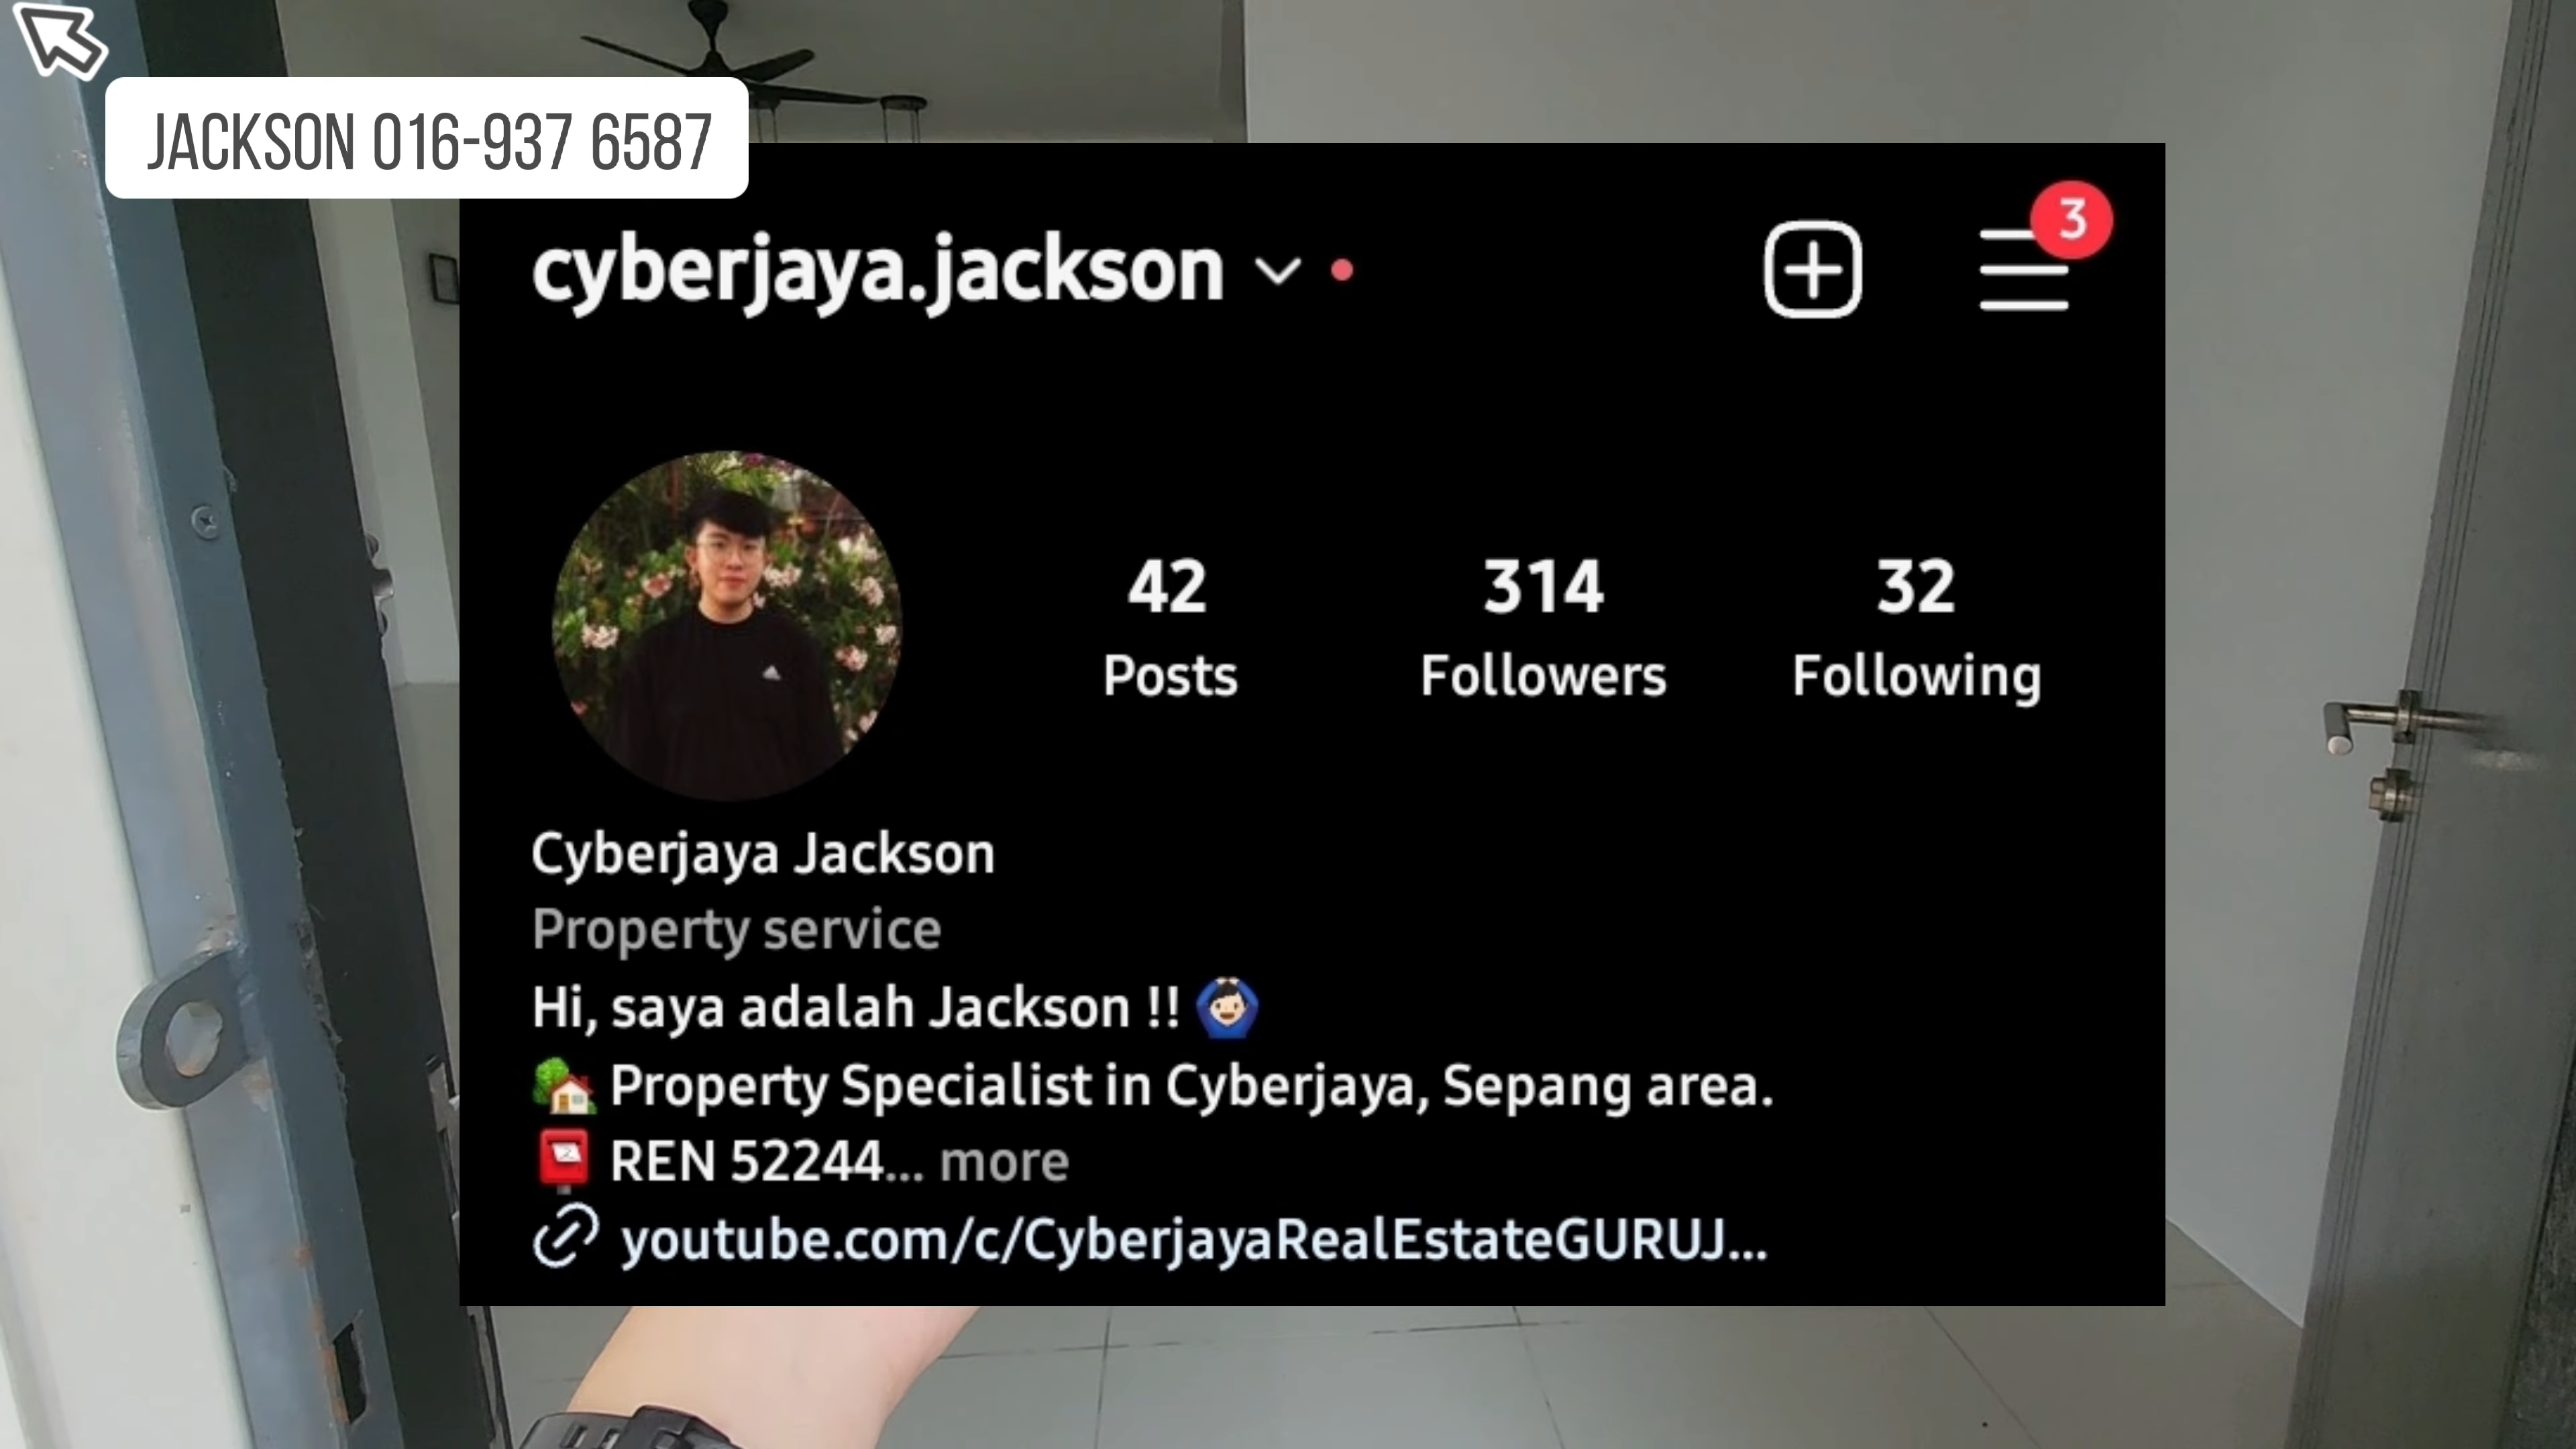 JACKSON 016-937 6587
cyberjaya.jackson
3
42
Posts
314
Followers
32
Following
Cyberjaya Jackson
Property service
Hi, saya adalah Jackson !! 🙆🏻‍♂️
🏡 Property Specialist in Cyberjaya, Sepang area.
📮 REN 52244... more
youtube.com/c/CyberjayaRealEstateGURUJ...